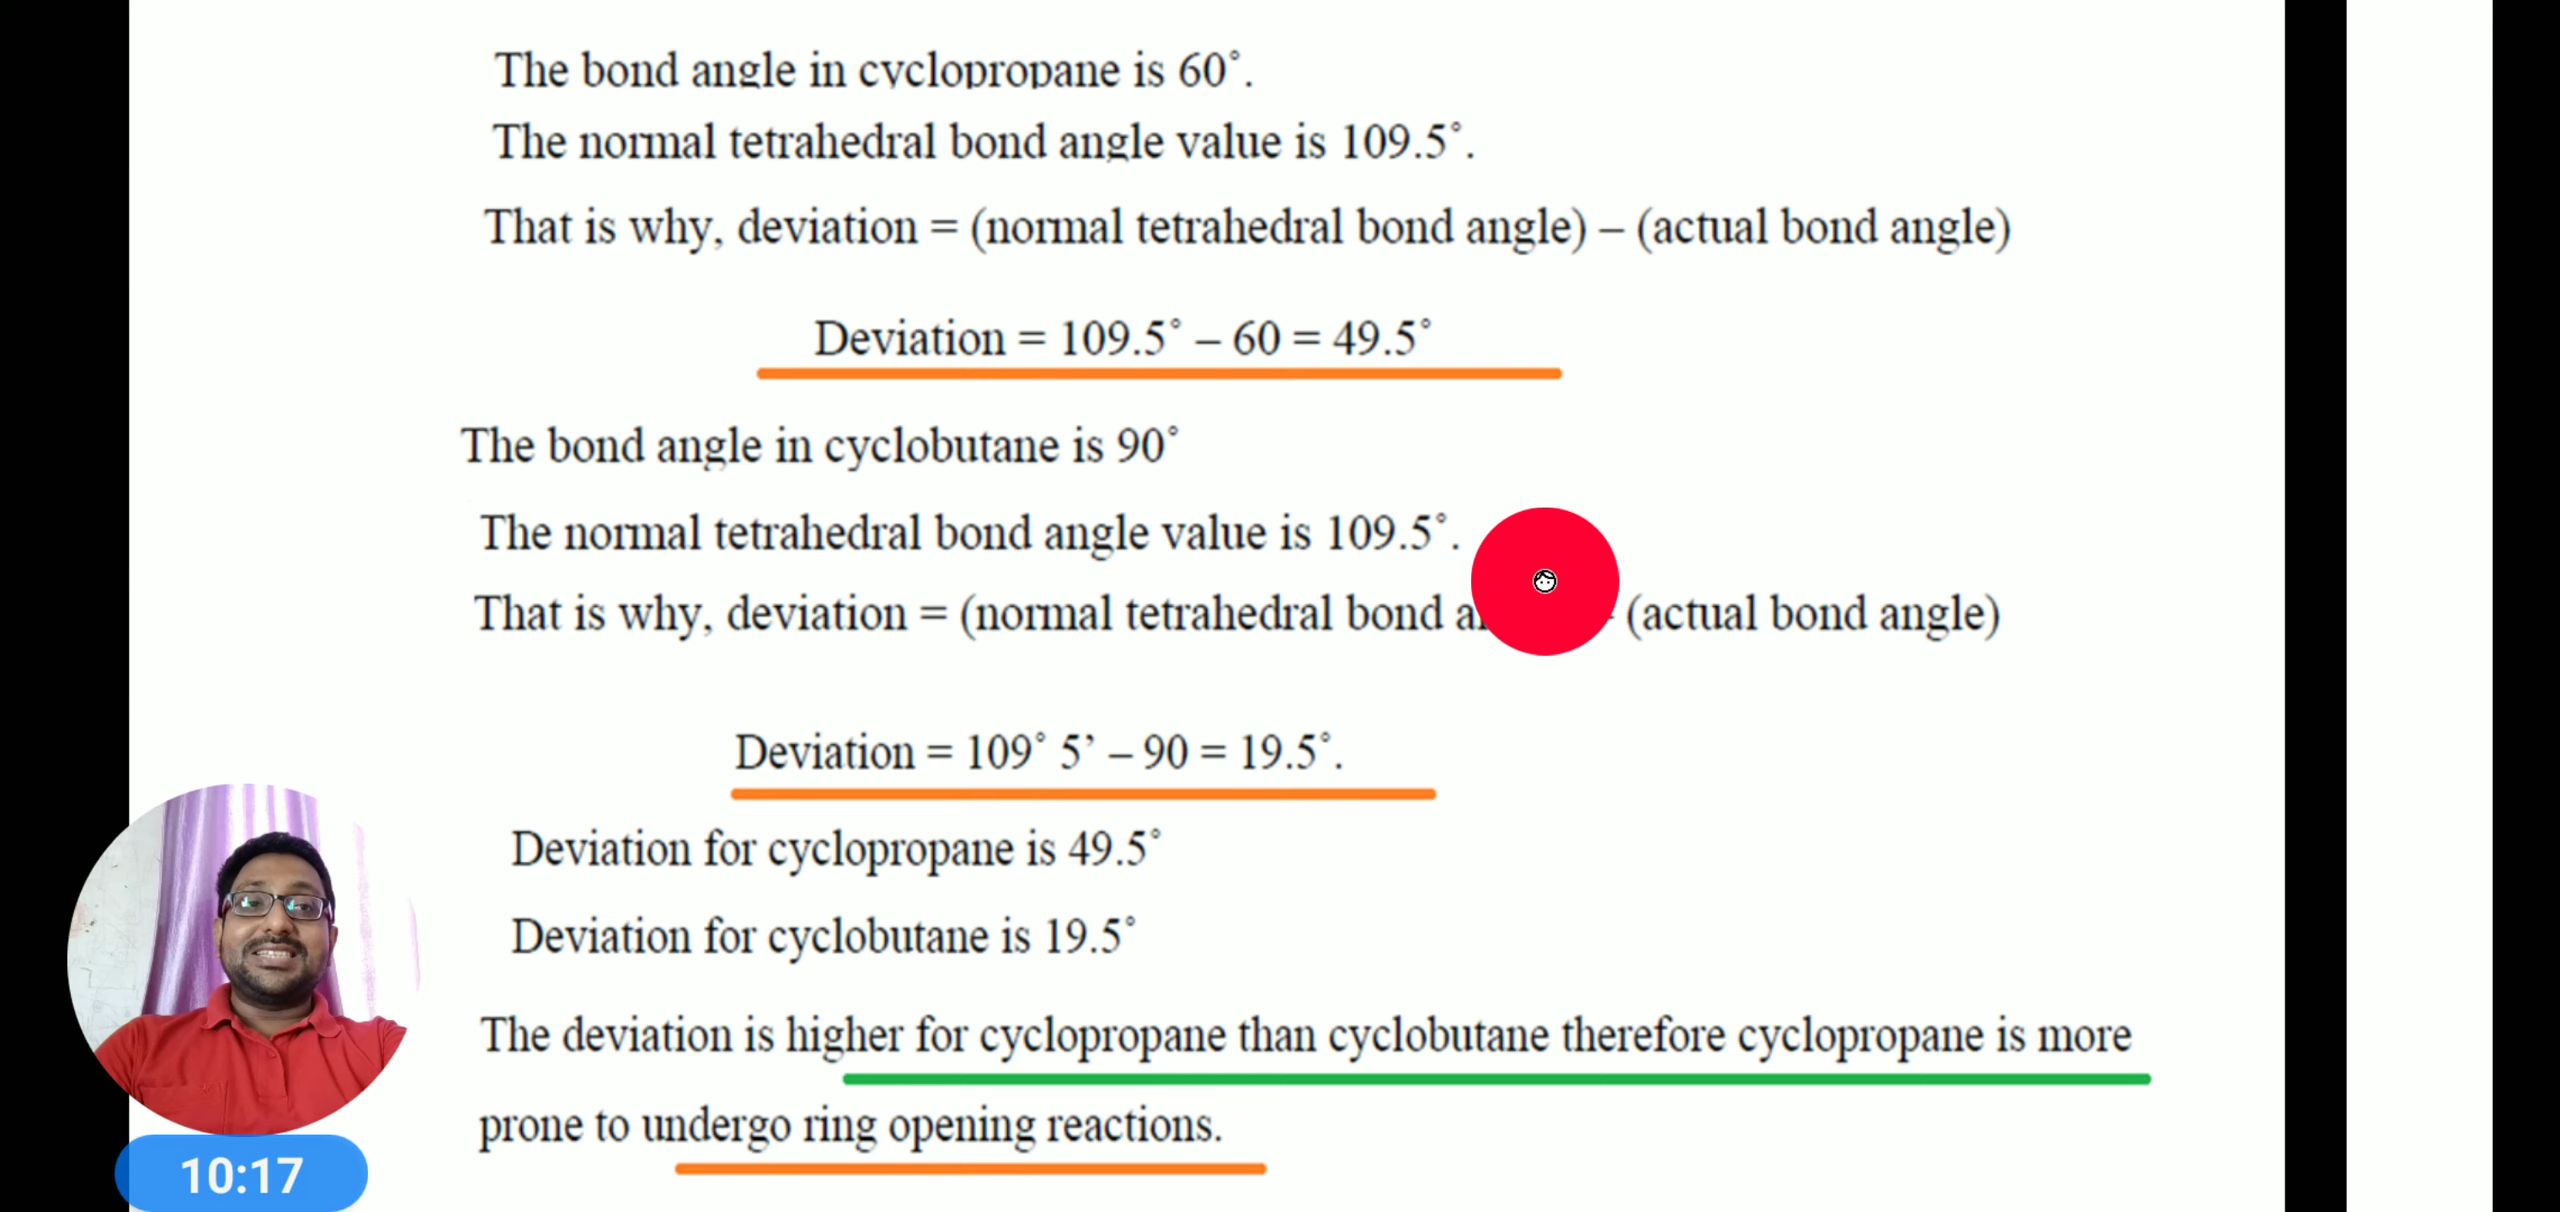 The bond angle in cyclopropane is 60°.
The normal tetrahedral bond angle value is 109.5°.
That is why, deviation = (normal tetrahedral bond angle) – (actual bond angle)
Deviation = 109.5° – 60 = 49.5°
The bond angle in cyclobutane is 90°
The normal tetrahedral bond angle value is 109.5°.
That is why, deviation = (normal tetrahedral bond (actual bond angle)
Deviation = 109° 5’ – 90 = 19.5°.
Deviation for cyclopropane is 49.5°
Deviation for cyclobutane is 19.5°
The deviation is higher for cyclopropane than cyclobutane therefore cyclopropane is more
prone to undergo ring opening reactions.
10:17